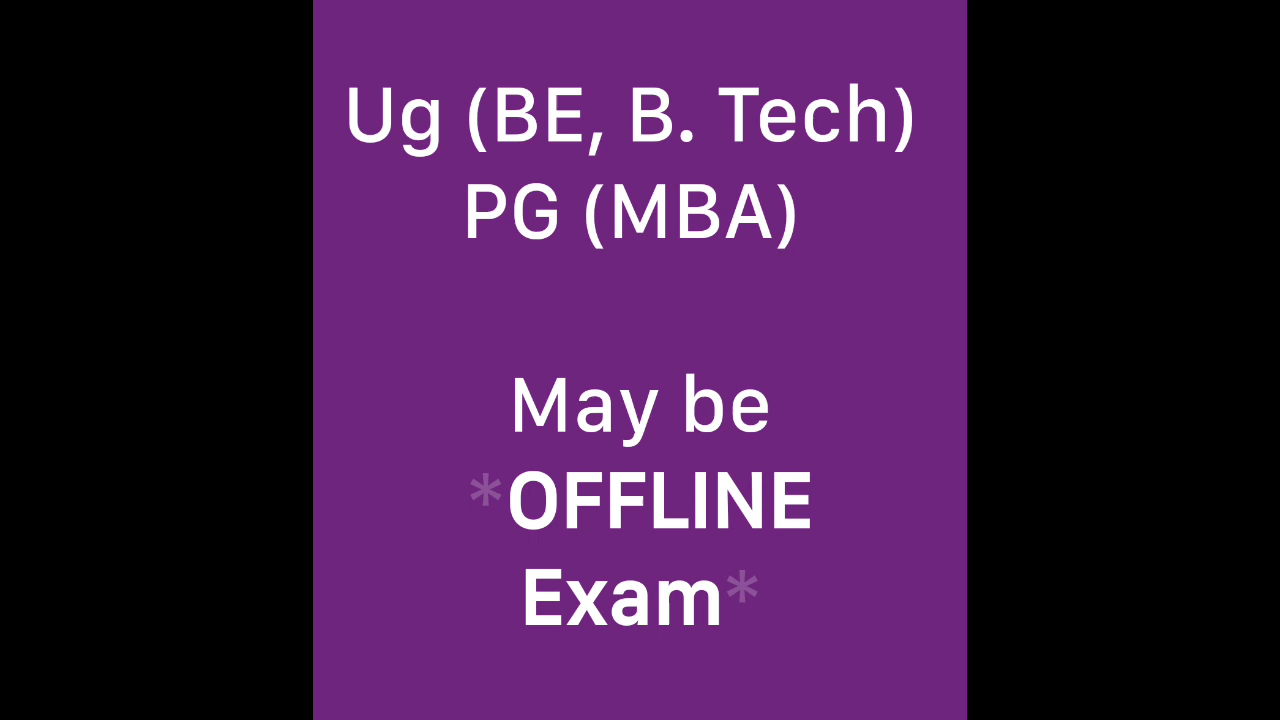 Ug (BE, B. Tech)
PG (MBA)
May be
*OFFLINE
Exam*